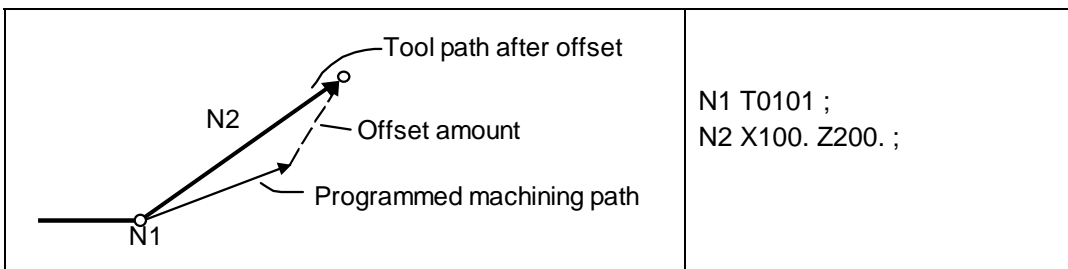 Tool path after offset
N2
Offset amount
Programmed machining path
N1
N1 T0101 ;
N2 X100. Z200. ;